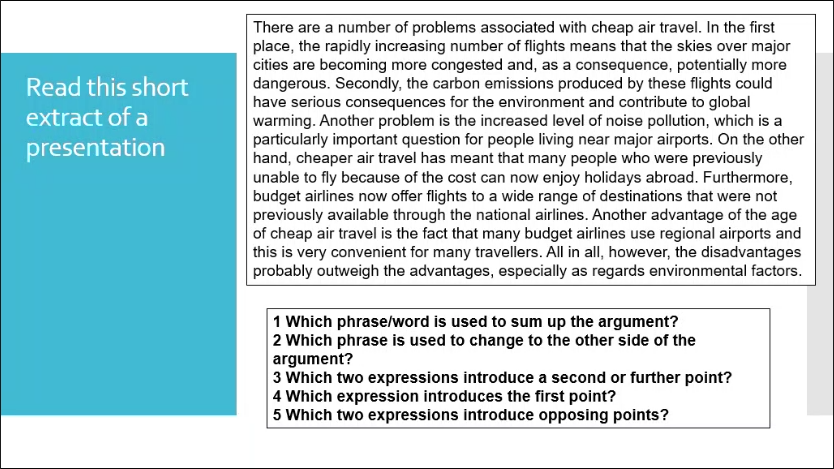 Read this short
extract of a
presentation
There are a number of problems associated with cheap air travel. In the first
place, the rapidly increasing number of flights means that the skies over major
cities are becoming more congested and, as a consequence, potentially more
dangerous. Secondly, the carbon emissions produced by these flights could
have serious consequences for the environment and contribute to global
warming. Another problem is the increased level of noise pollution, which is a
particularly important question for people living near major airports. On the other
hand, cheaper air travel has meant that many people who were previously
unable to fly because of the cost can now enjoy holidays abroad. Furthermore,
budget airlines now offer flights to a wide range of destinations that were not
previously available through the national airlines. Another advantage of the age
of cheap air travel is the fact that many budget airlines use regional airports and
this is very convenient for many travellers. All in all, however, the disadvantages
probably outweigh the advantages, especially as regards environmental factors.
1 Which phrase/word is used to sum up the argument?
2 Which phrase is used to change to the other side of the
argument?
3 Which two expressions introduce a second or further point?
4 Which expression introduces the first point?
5 Which two expressions introduce opposing points?